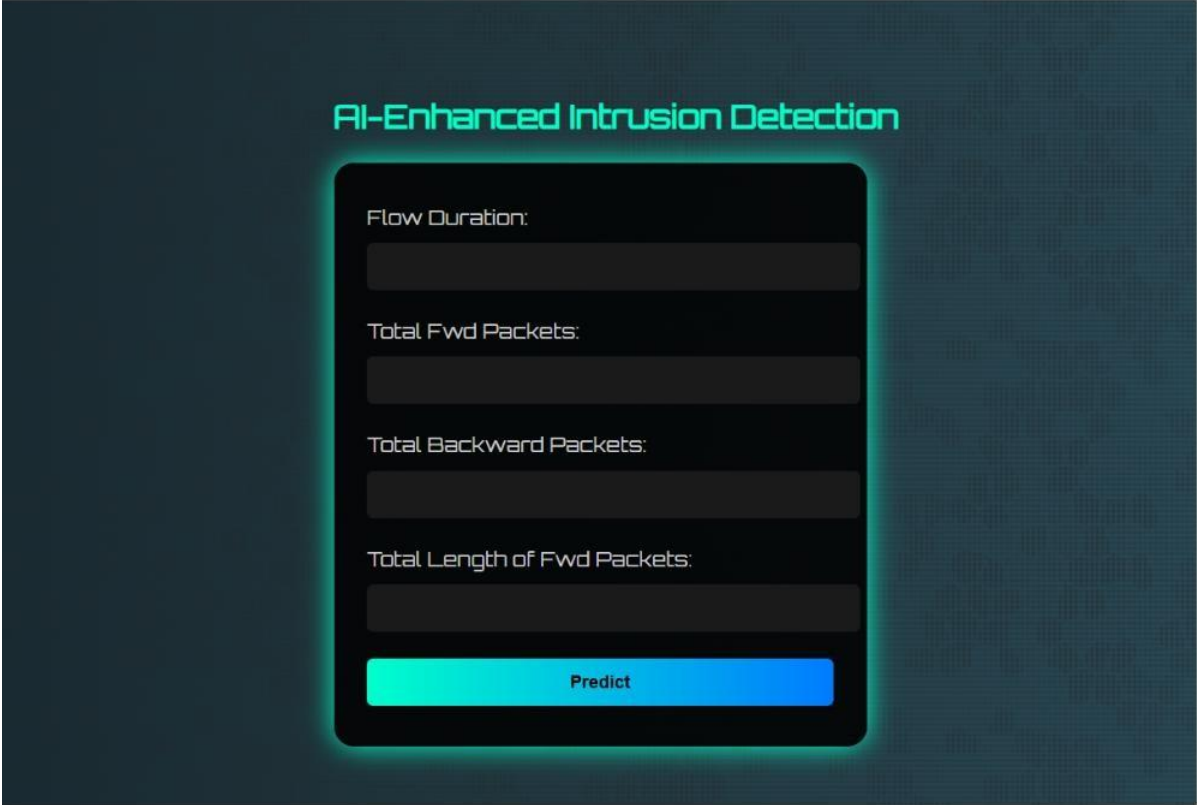 AI-Enhanced Intrusion Detection
Flow Duration:
Total Fwd Packets:
Total Backward Packets:
Total Length of Fwd Packets:
Predict